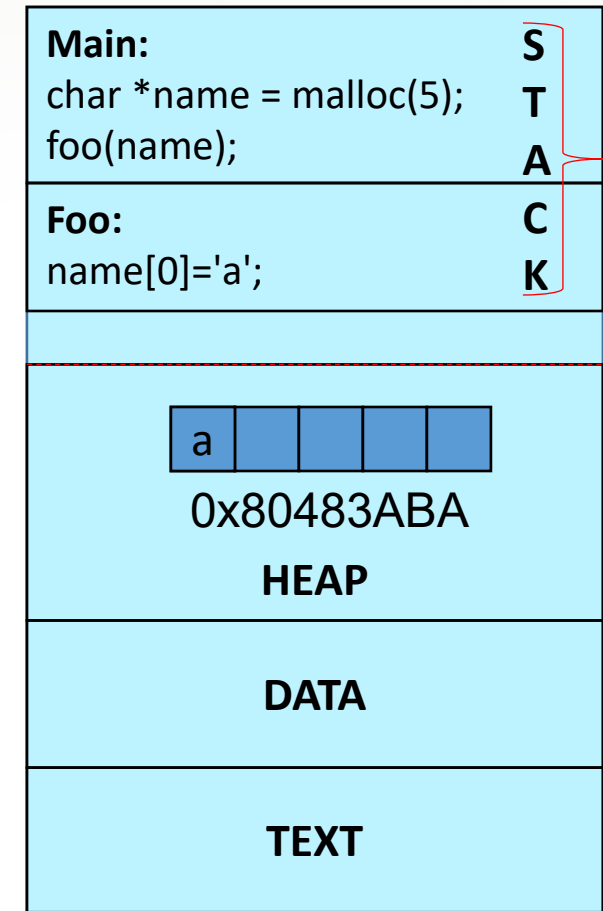 Main:
char *name = malloc(5);
foo(name);
Foo:
name[0]='a';
S
T
A
C
K
a
0x80483ABA
HEAP
DATA
TEXT